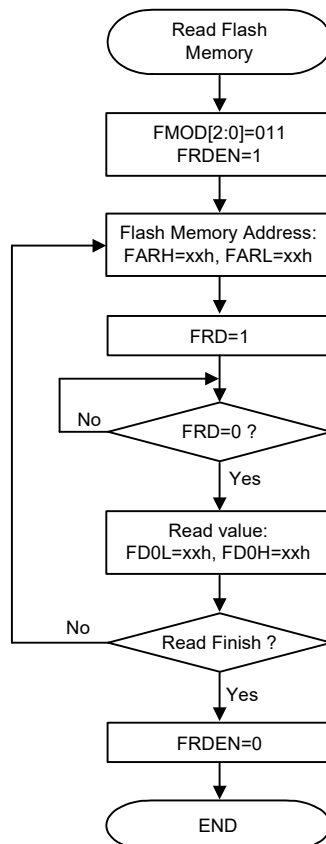 Read Flash
Memory
FMOD[2:0]=011
FRDEN=1
Flash Memory Address:
FARH=xxh, FARL=xxh
FRD=1
No
FRD=0 ?
Yes
Read value:
FD0L=xxh, FD0H=xxh
No
Read Finish ?
Yes
FRDEN=0
END